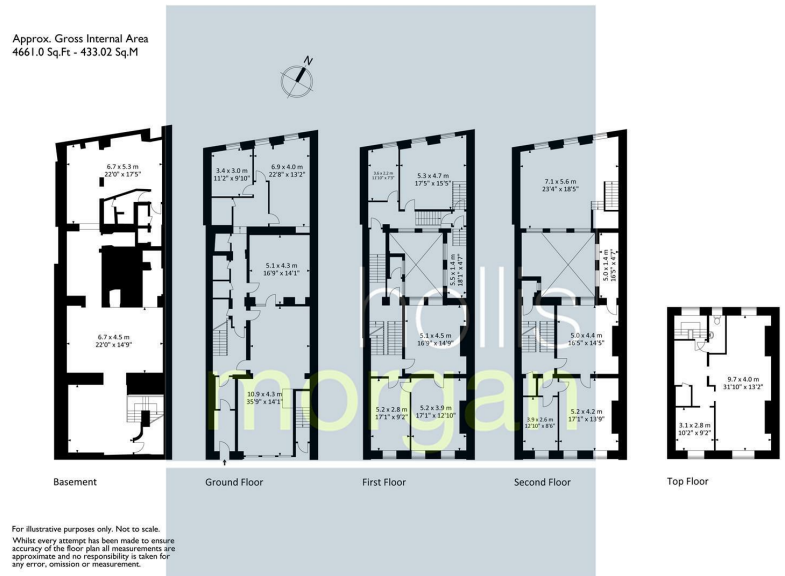 Approx. Gross Internal Area
4661.0 Sq.Ft - 433.02 Sq.M
N
6.7 x 5.3 m
22'0" x 17'5"
6.7 x 4.5 m
22'0" x 14'9"
Basement
3.4 x 3.0 m
11'2" x 9'10"
6.9 x 4.0 m
22'8" x 13'2"
5.1 x 4.3 m
16'9" x 14'1"
10.9 x 4.3 m
35'9" x 14'1"
Ground Floor
5.3 x 4.7 m
17'5" x 15'5"
5.5 x 1.4 m
18'1" x 4'7"
5.1 x 4.5 m
16'9" x 14'9"
5.2 x 2.8 m
17'1" x 9'2"
5.2 x 3.9 m
17'1" x 12'10"
First Floor
7.1 x 5.6 m
23'4" x 18'5"
5.0 x 1.4 m
16'5" x 4'7"
5.0 x 4.4 m
16'5" x 14'5"
3.9 x 2.6 m
12'10" x 8'6"
5.2 x 4.2 m
17'1" x 13'9"
Second Floor
9.7 x 4.0 m
31'10" x 13'2"
3.1 x 2.8 m
10'2" x 9'2"
Top Floor
hollis
morgan
For illustrative purposes only. Not to scale.
Whilst every attempt has been made to ensure
accuracy of the floor plan all measurements are
approximate and no responsibility is taken for
any error, omission or measurement.